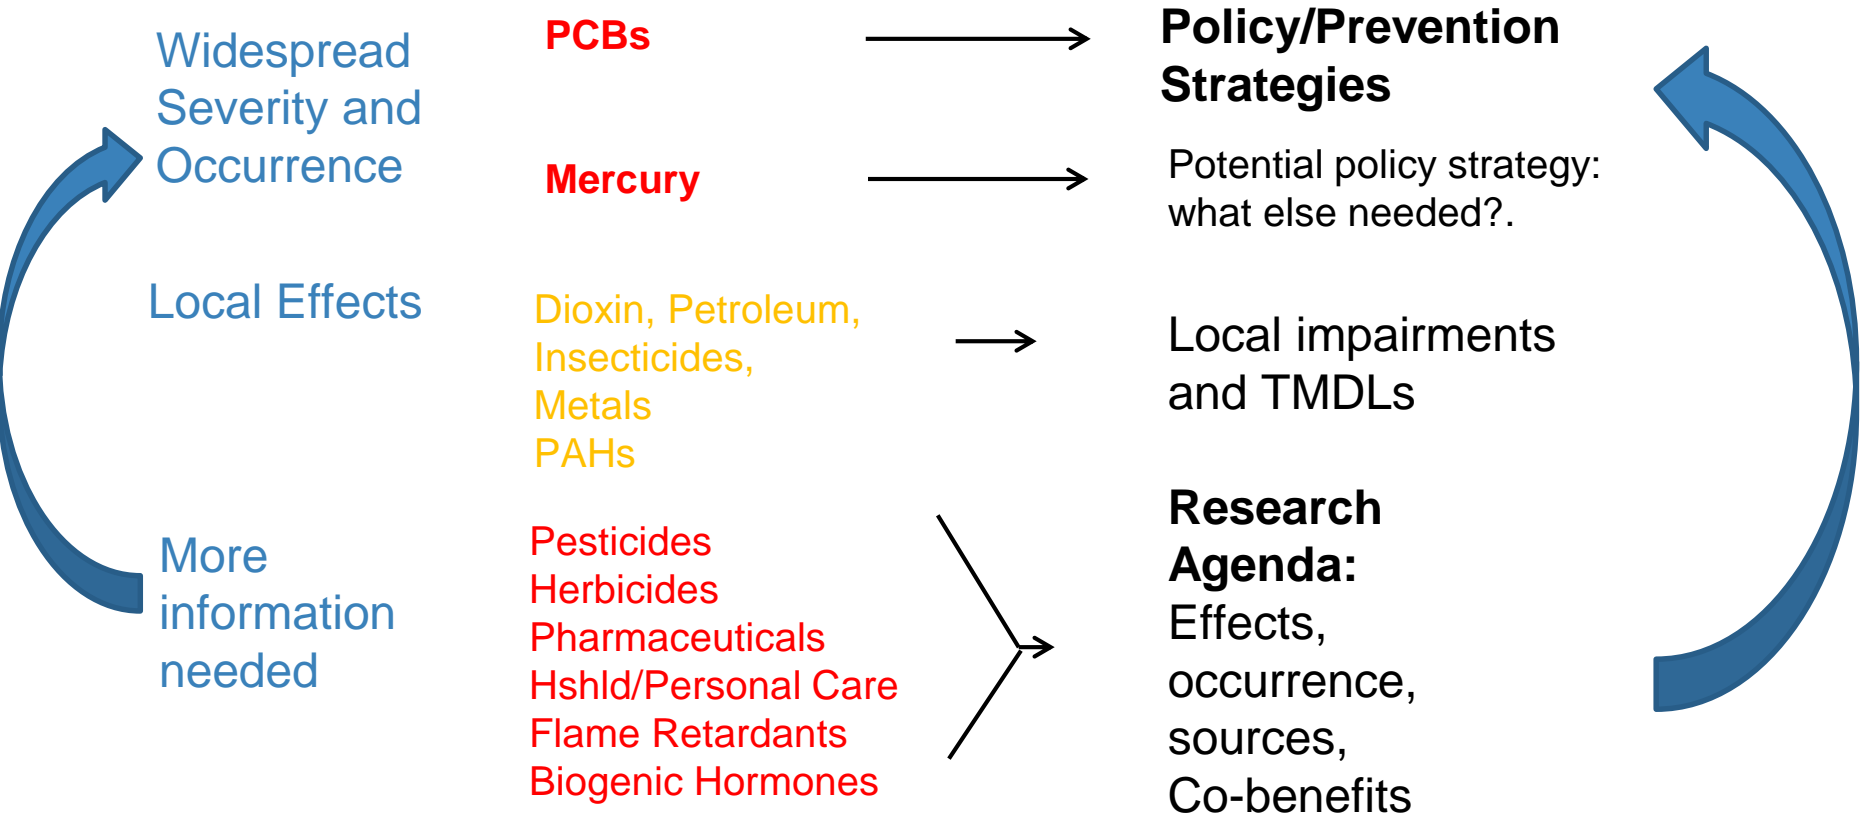 Widespread
Severity and
Occurrence
PCBs
Policy/Prevention
Strategies
Mercury
Potential policy strategy:
what else needed?.
Local Effects
Dioxin, Petroleum,
Insecticides,
Metals
PAHs
Local impairments
and TMDLs
More
information
needed
Pesticides
Herbicides
Pharmaceuticals
Hshld/Personal Care
Flame Retardants
Biogenic Hormones
Research
Agenda:
Effects,
occurrence,
sources,
Co-benefits